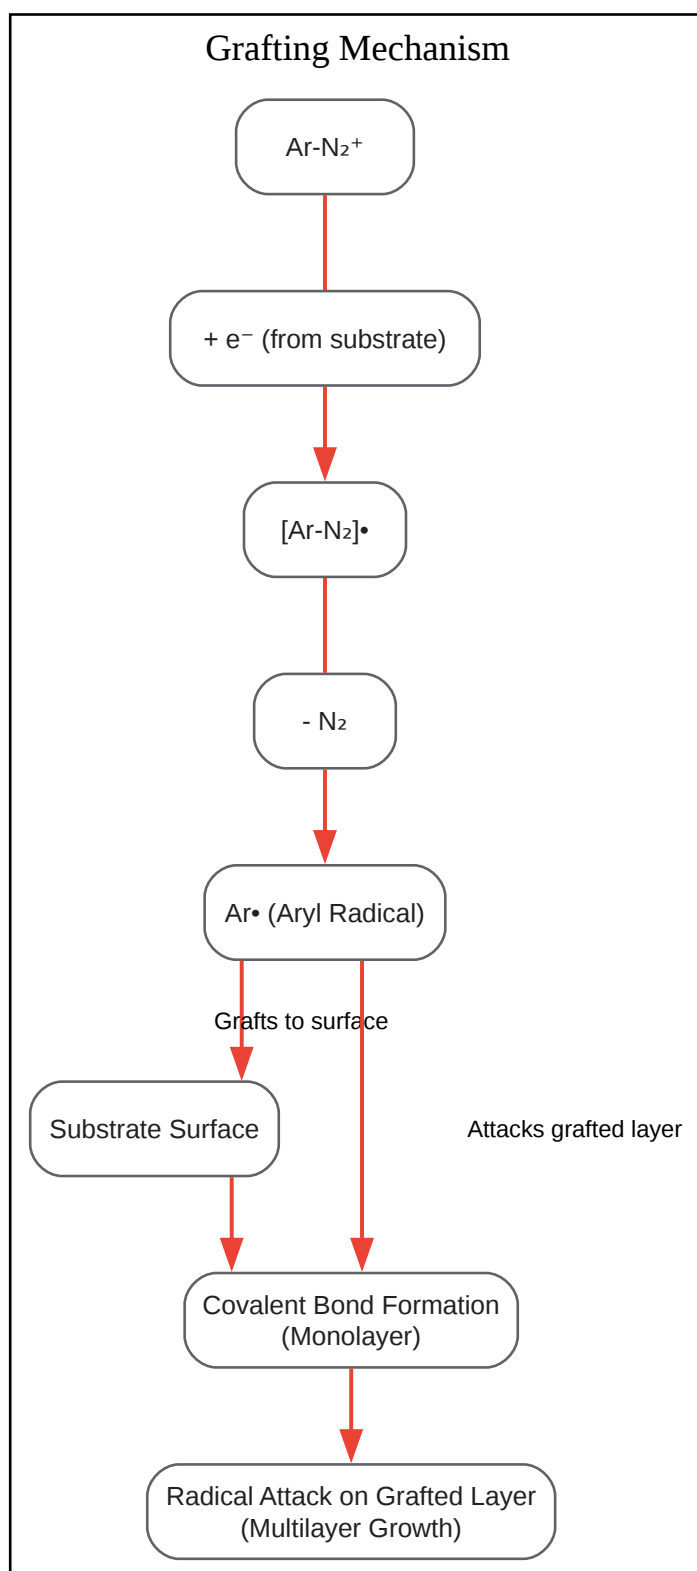 Grafting Mechanism
Ar-N₂⁺
+ e⁻ (from substrate)
[Ar-N₂]•
- N₂
Ar• (Aryl Radical)
Grafts to surface
Substrate Surface
Attacks grafted layer
Covalent Bond Formation
(Monolayer)
Radical Attack on Grafted Layer
(Multilayer Growth)